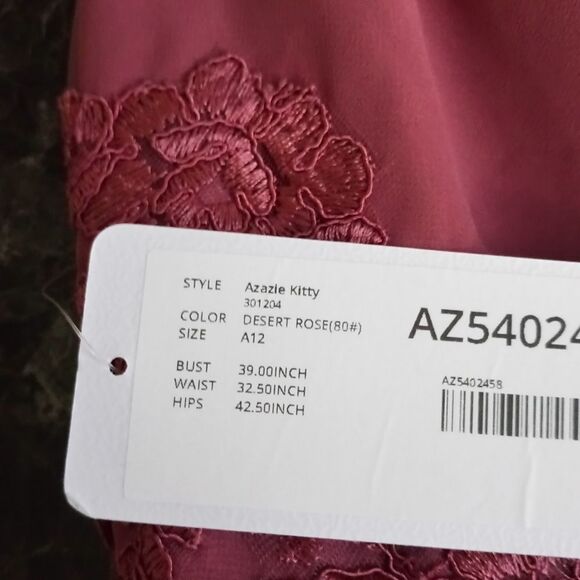 STYLE Azazie Kitty
301204
COLOR DESERT ROSE(80#)
SIZE A12
BUST 39.00INCH
WAIST 32.50INCH
HIPS 42.50INCH
AZ54024
AZ5402458